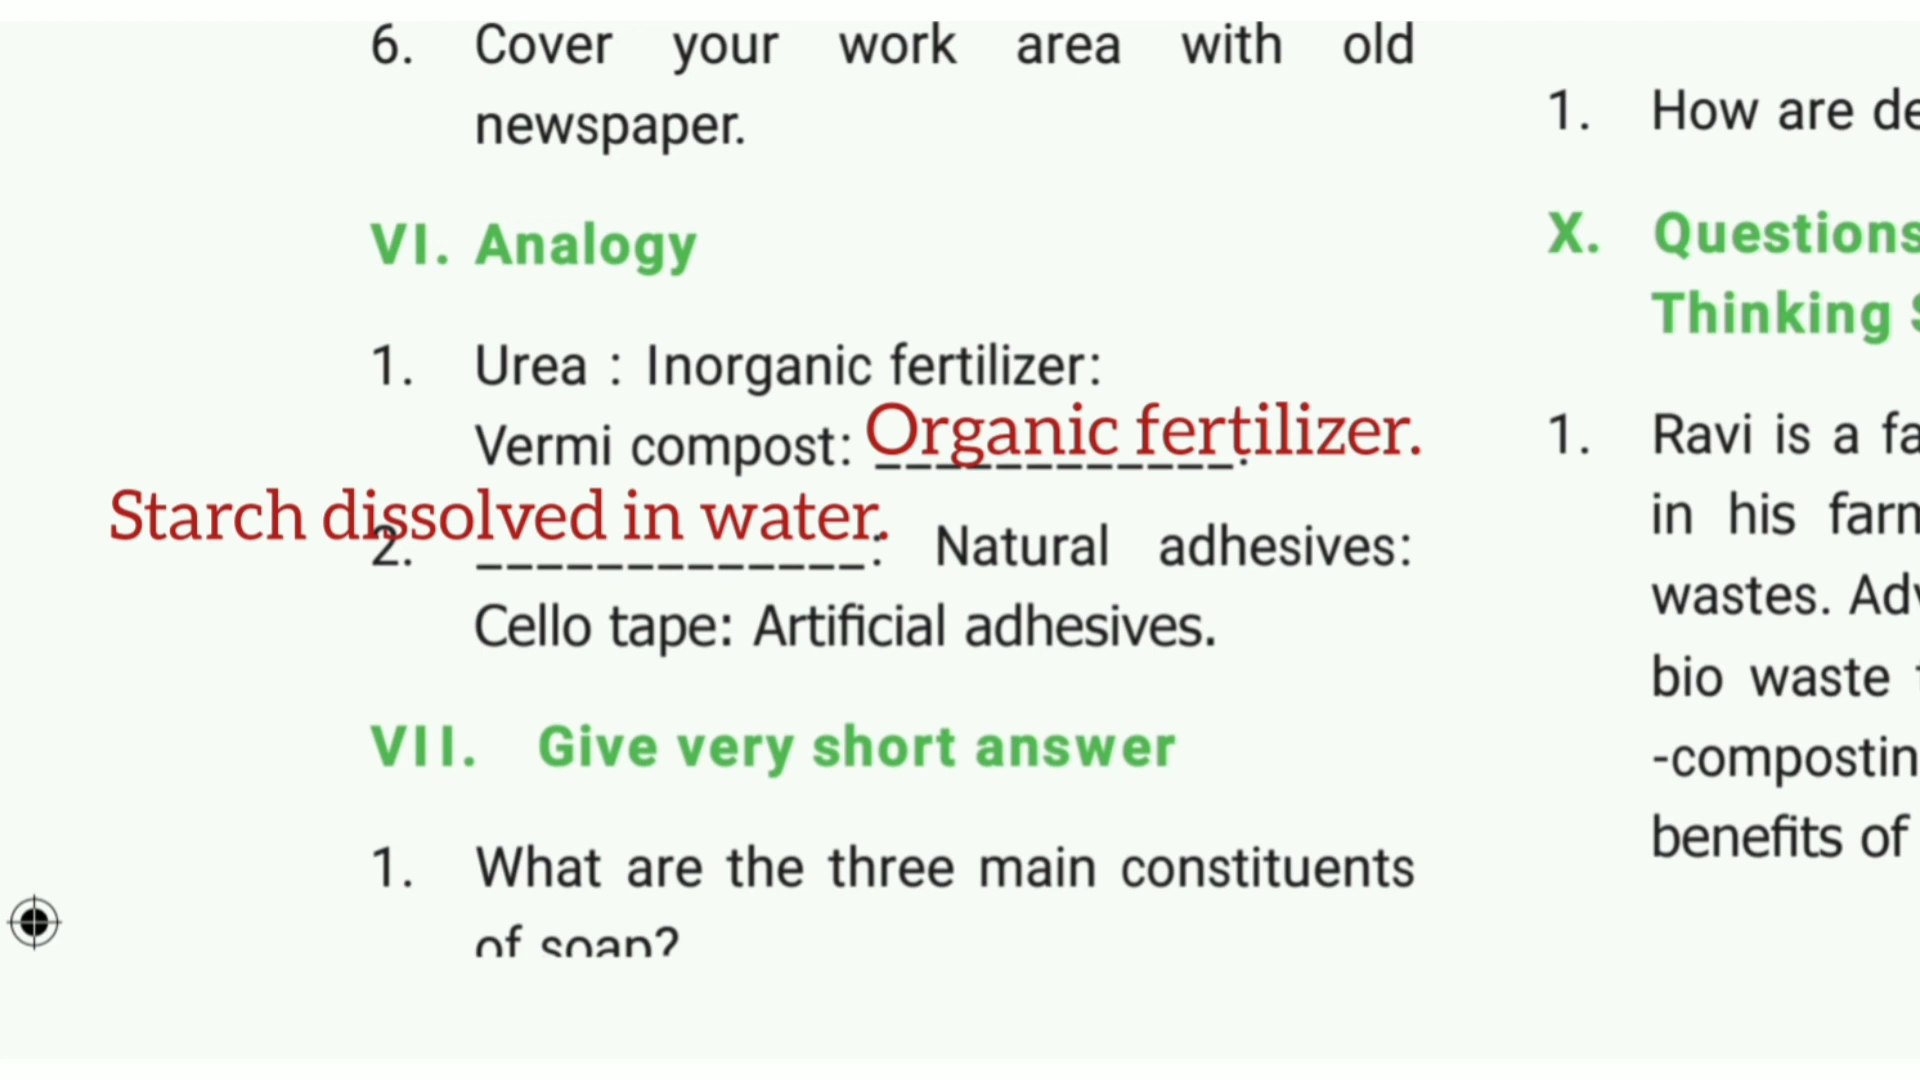 6. Cover your work area with old
newspaper.
VI. Analogy
1. Urea : Inorganic fertilizer:
Vermi compost: Organic fertilizer.
____________.
Starch dissolved in water.
2. _____________: Natural adhesives:
Cello tape: Artificial adhesives.
VII. Give very short answer
1. What are the three main constituents
of soap?
1. How are de
X. Questions
Thinking S
1. Ravi is a fa
in his farm
wastes. Adv
bio waste
-compostin
benefits of